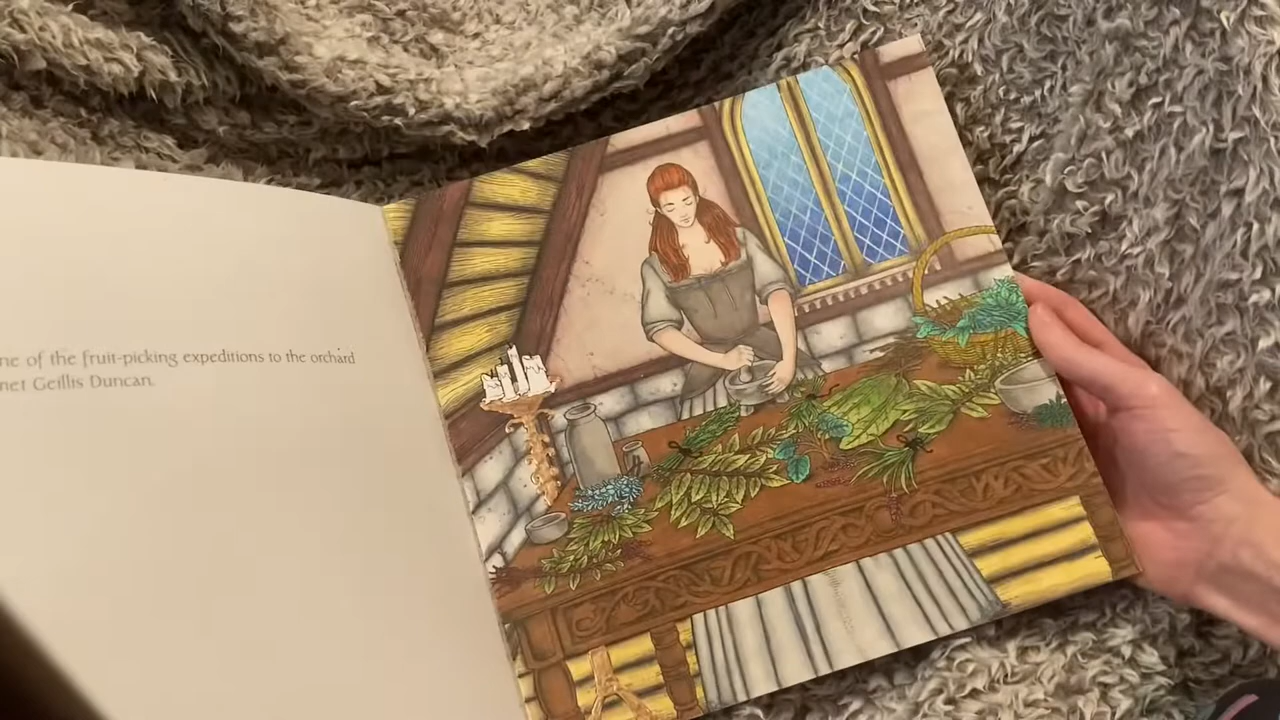 ne of the fruit-picking expeditions to the orchard
net Geillis Duncan.